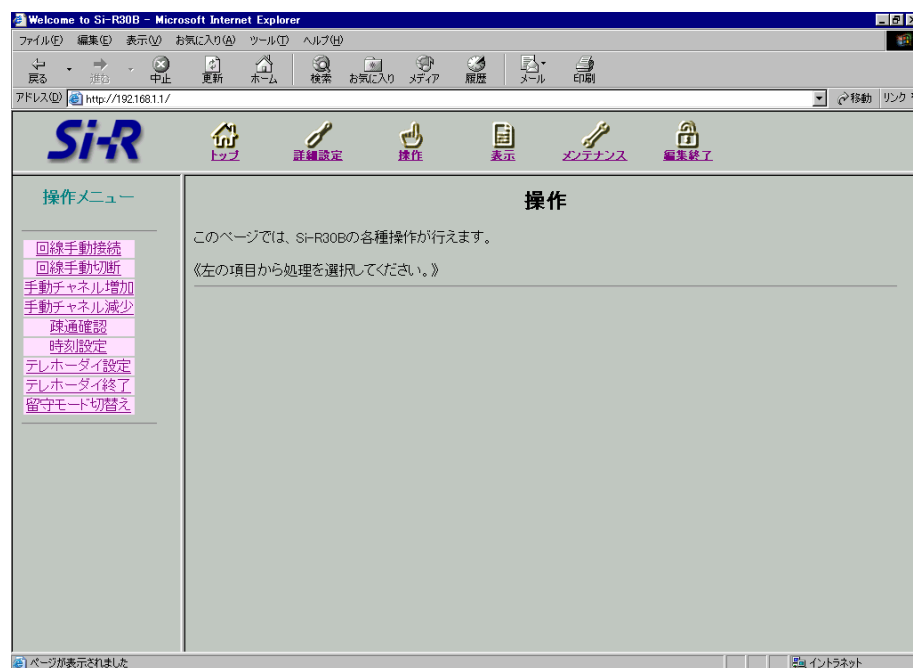 Welcome to Si-R30B - Microsoft Internet Explorer
ファイル(F) 編集(E) 表示(V) お気に入り(A) ツール(T) ヘルプ(H)
戻る 進む 中止 更新 ホーム 検索 お気に入り メディア 履歴 メール 印刷
アドレス(D) http://192.168.1.1/ 移動 リンク
Si-R
トップ 詳細設定 操作 表示 メンテナンス 編集終了
操作メニュー
回線手動接続
回線手動切断
手動チャネル増加
手動チャネル減少
疎通確認
時刻設定
テレホーダイ設定
テレホーダイ終了
留守モード切替え
操作
このページでは、Si-R30Bの各種操作が行えます。
《左の項目から処理を選択してください。》
ページが表示されました イントラネット